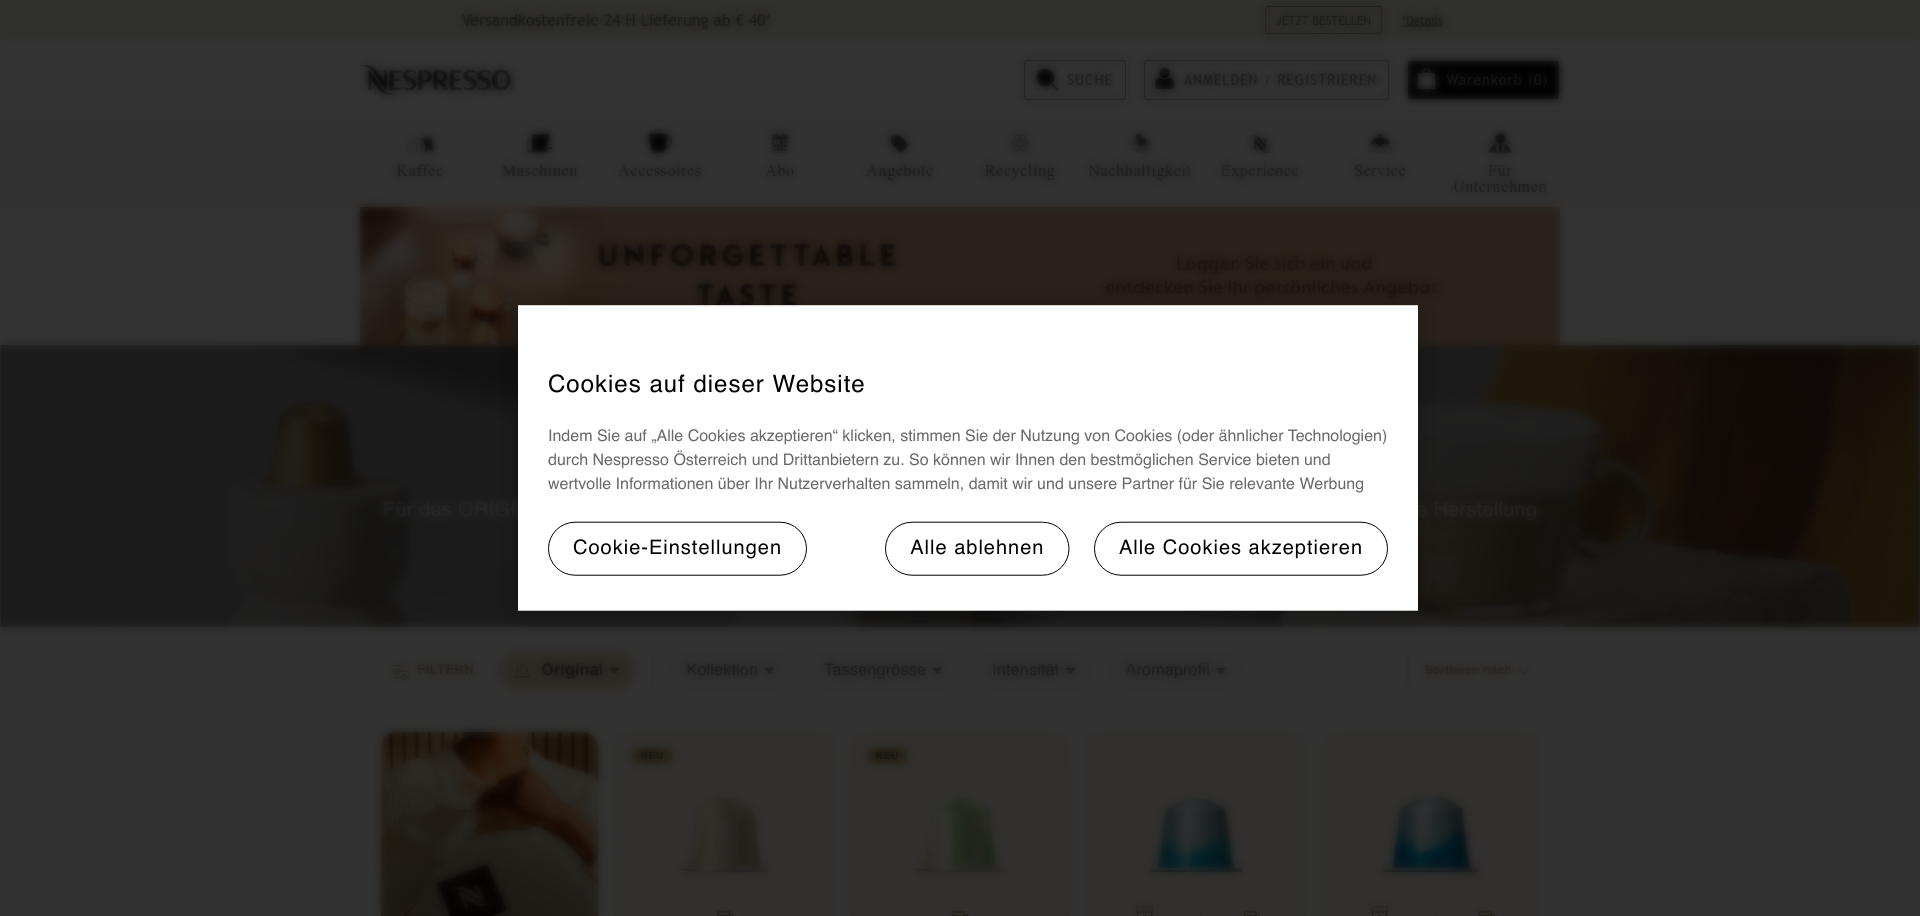 Versandkostenfreie 24 H Lieferung ab € 40*
JETZT BESTELLEN
*Details
NESPRESSO
SUCHE
ANMELDEN / REGISTRIEREN
Warenkorb (0)
Kaffee
Maschinen
Accessoires
Abo
Angebote
Recycling
Nachhaltigkeit
Experience
Service
Für
Unternehmen
UNFORGETTABLE
TASTE
Loggen Sie sich ein und
entdecken Sie Ihr persönliches Angebot
Cookies auf dieser Website
Indem Sie auf „Alle Cookies akzeptieren“ klicken, stimmen Sie der Nutzung von Cookies (oder ähnlicher Technologien)
durch Nespresso Österreich und Drittanbietern zu. So können wir Ihnen den bestmöglichen Service bieten und
wertvolle Informationen über Ihr Nutzerverhalten sammeln, damit wir und unsere Partner für Sie relevante Werbung
Für das
Herstellung
Cookie-Einstellungen
Alle ablehnen
Alle Cookies akzeptieren
FILTERN
Original
Kollektion
Tassengrösse
Intensität
Aromaprofil
Sortieren nach
NEU
NEU